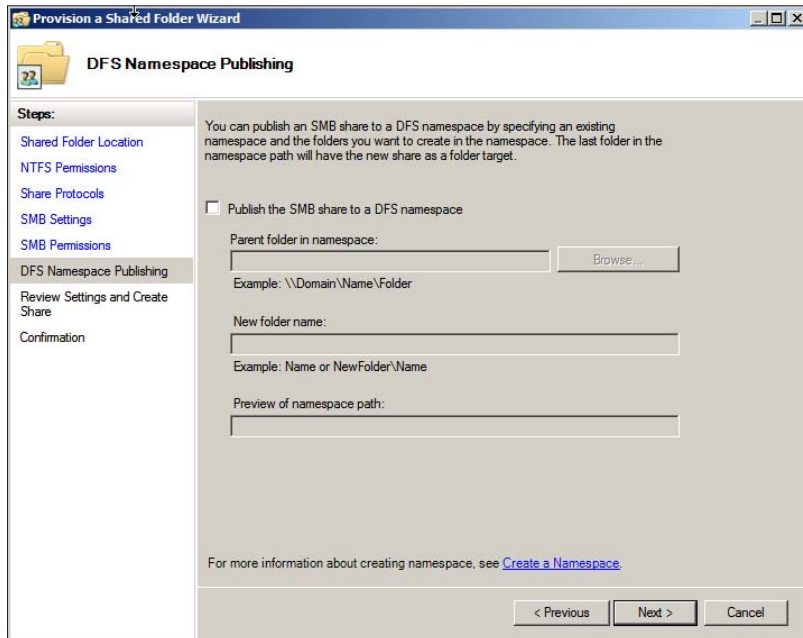 Provision a Shared Folder Wizard
DFS Namespace Publishing
Steps:
Shared Folder Location
NTFS Permissions
Share Protocols
SMB Settings
SMB Permissions
DFS Namespace Publishing
Review Settings and Create
Share
Confirmation
You can publish an SMB share to a DFS namespace by specifying an existing
namespace and the folders you want to create in the namespace. The last folder in the
namespace path will have the new share as a folder target.
Publish the SMB share to a DFS namespace
Parent folder in namespace:
Browse...
Example: \\Domain\Name\Folder
New folder name:
Example: Name or NewFolder\Name
Preview of namespace path:
For more information about creating namespace, see Create a Namespace.
< Previous
Next >
Cancel